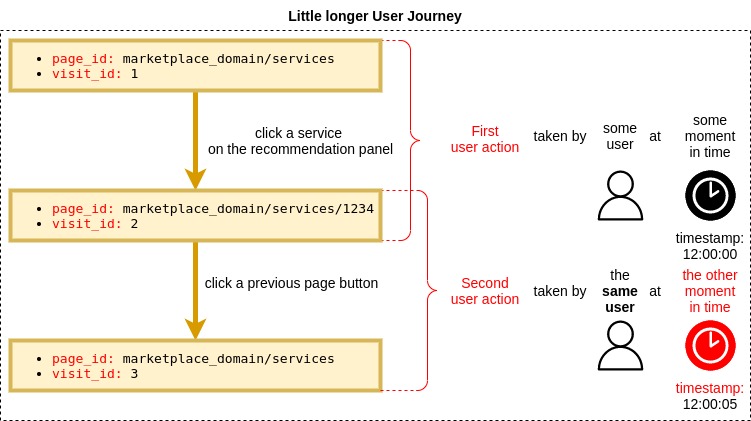 Little longer User Journey
page_id: marketplace_domain/services
visit_id: 1
click a service
on the recommendation panel
First
user action
taken by
some
user
at
some
moment
in time
timestamp:
12:00:00
page_id: marketplace_domain/services/1234
visit_id: 2
click a previous page button
Second
user action
taken by
the
same
user
at
the other
moment
in time
timestamp:
12:00:05
page_id: marketplace_domain/services
visit_id: 3